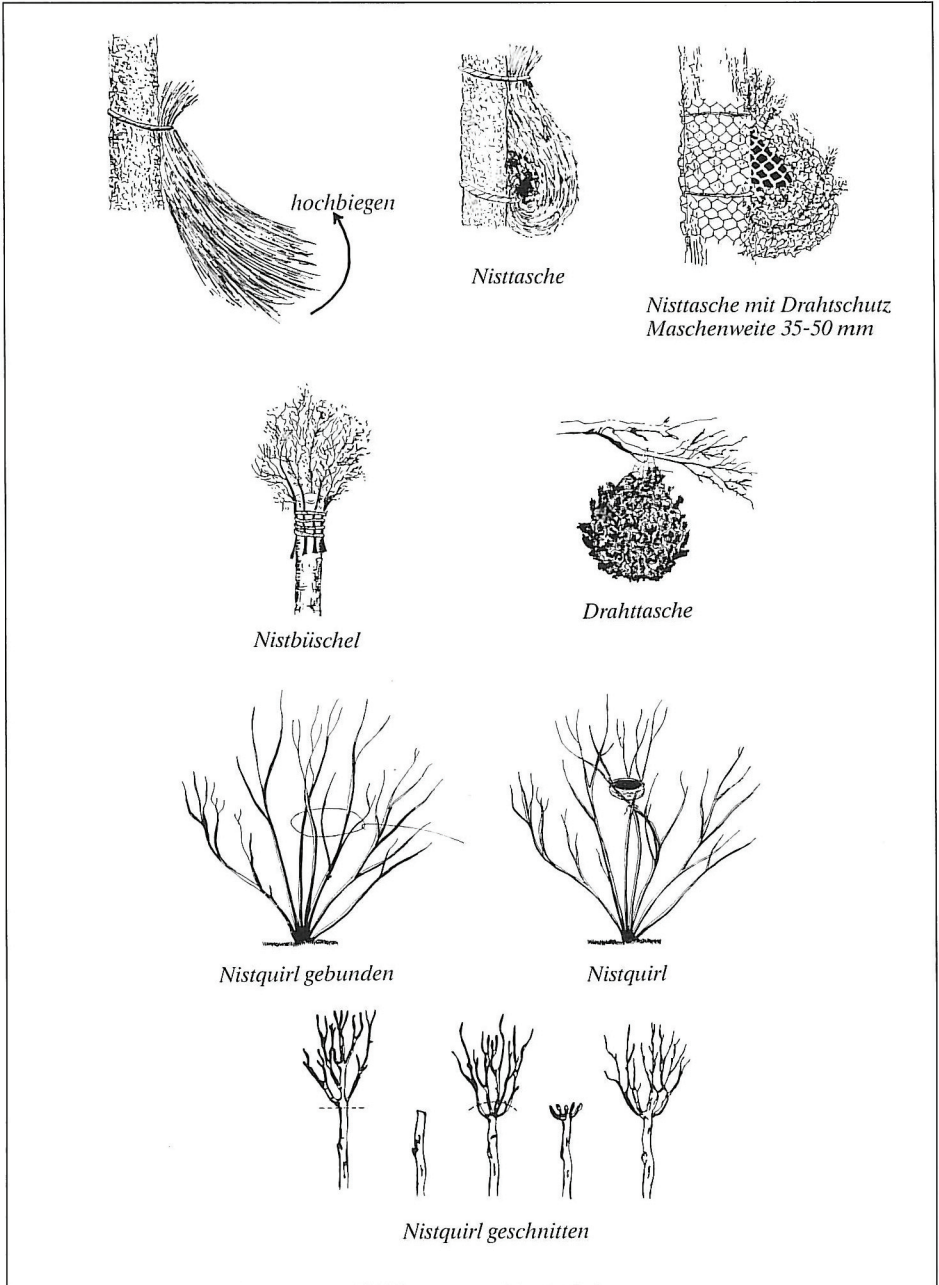 hochbiegen
Nisttasche
Nisttasche mit Drahtschutz
Maschenweite 35-50 mm
Nistbüschel
Drahttasche
Nistquirl gebunden
Nistquirl
Nistquirl geschnitten